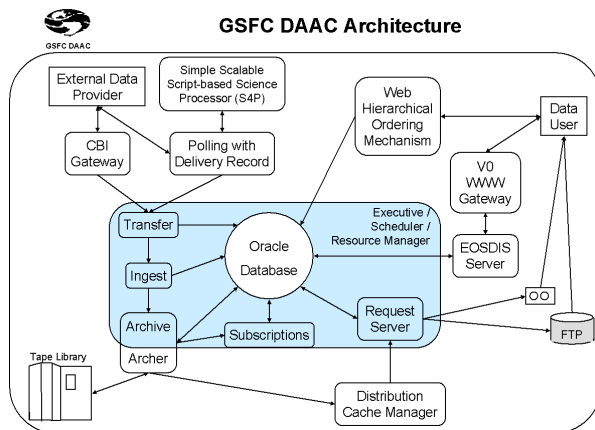 GSFC DAAC Architecture
GSFC DAAC
External Data
Provider
Simple Scalable
Script-based Science
Processor (S4P)
Web
Hierarchical
Ordering
Mechanism
Data
User
CBI
Gateway
Polling with
Delivery Record
V0
WWW
Gateway
Transfer
Executive /
Scheduler /
Resource Manager
Oracle
Database
EOSDIS
Server
Ingest
Archive
Subscriptions
Request
Server
FTP
Archer
Tape Library
Distribution
Cache Manager